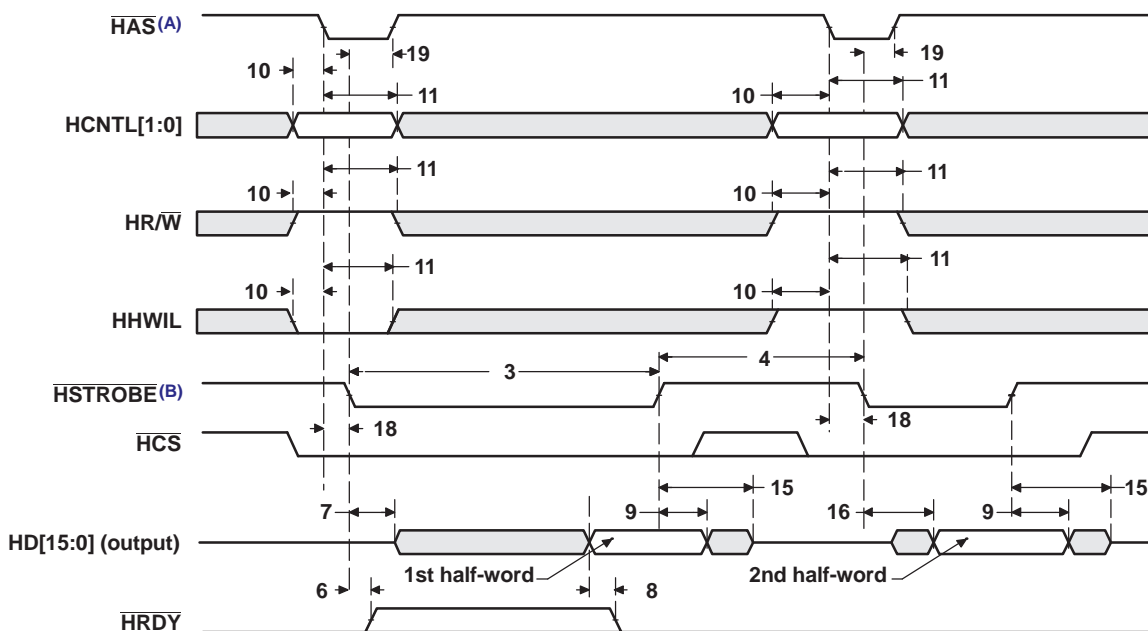 HAS(A)
19 19
10 11 10 11
HCNTL[1:0]
11 11
10 10
HR/W
11 11
10 10
HHWIL
3 4
HSTROBE(B)
18 18
HCS
15 15
7 9 16 9
HD[15:0] (output)
1st half-word 2nd half-word
6 8
HRDY